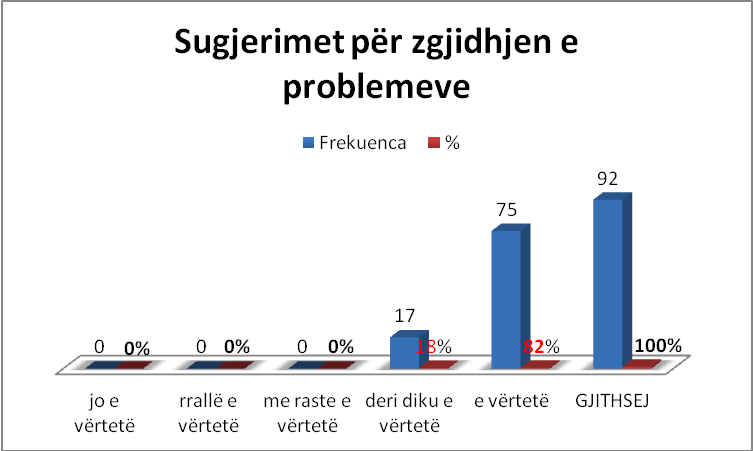 Sugjerimet për zgjidhjen e
problemeve
Frekuenca %
92
75
17
0 0% 0 0% 0 0% 18% 82% 100%
jo e rrallë e me raste e deri diku e e vërtetë GJITHSEJ
vërtetë vërtetë vërtetë vërtetë